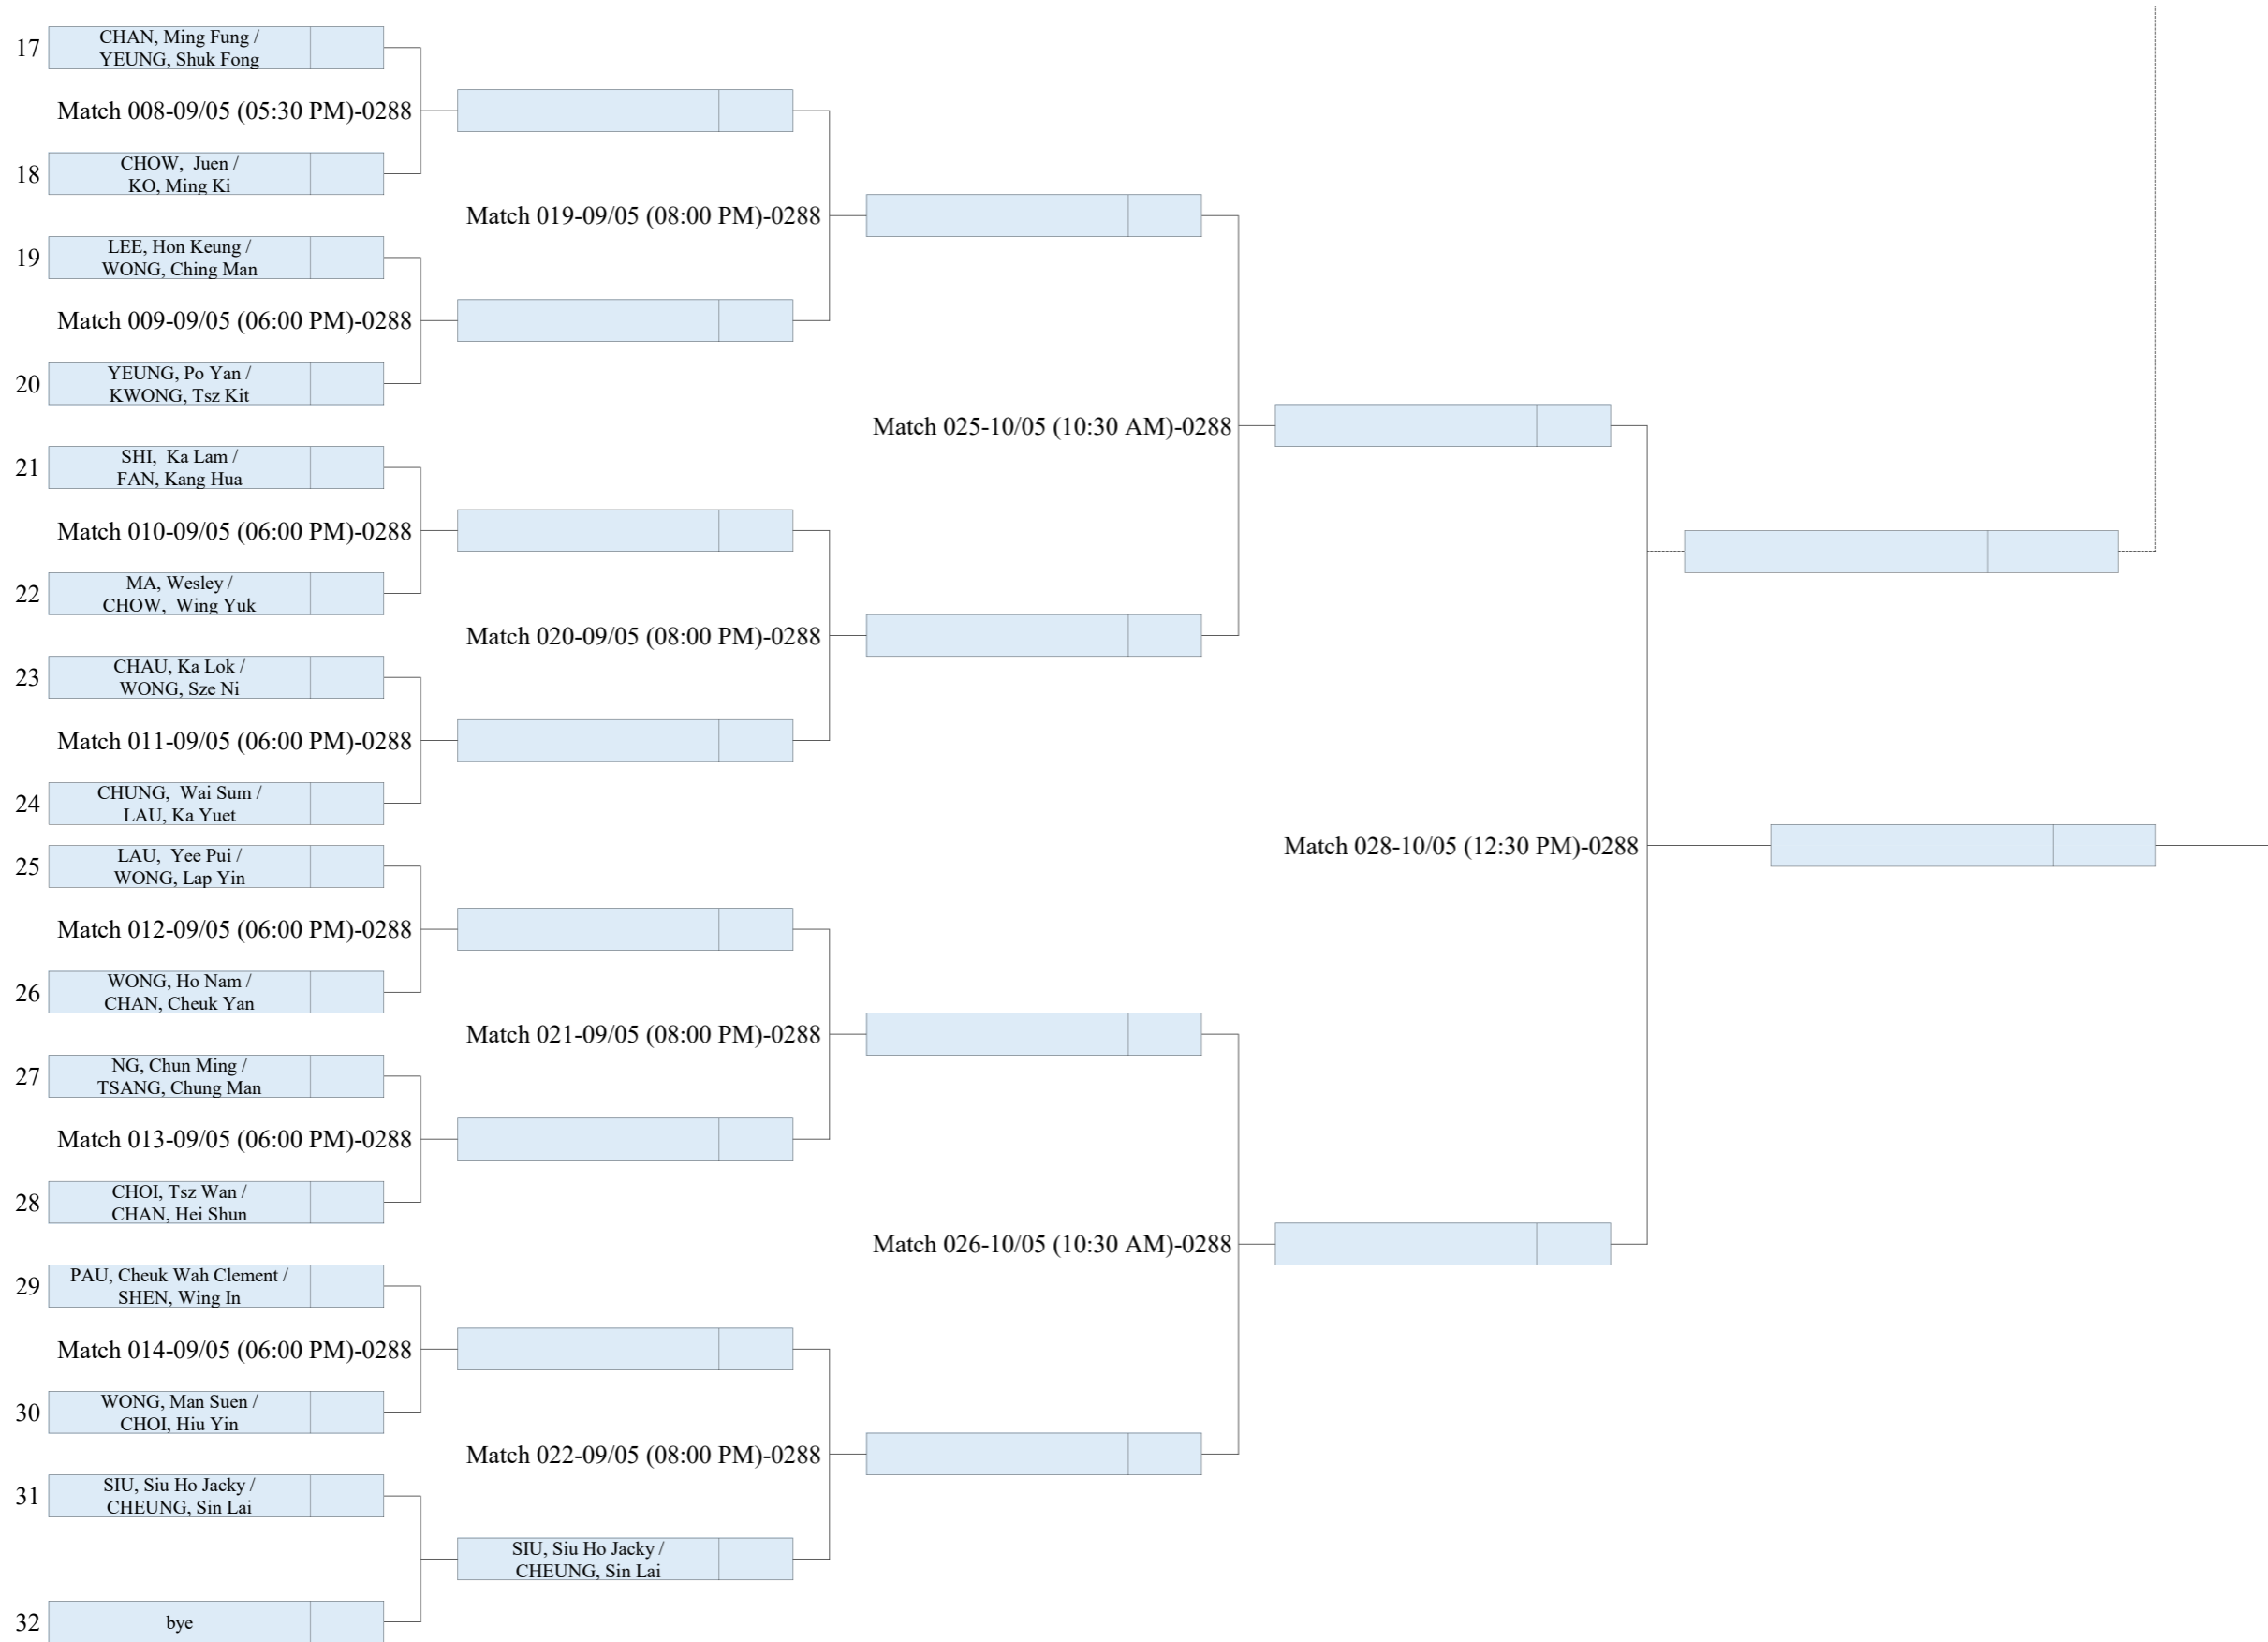 17
CHAN, Ming Fung /
YEUNG, Shuk Fong
Match 008-09/05 (05:30 PM)-0288
18
CHOW,  Juen /
KO, Ming Ki
Match 019-09/05 (08:00 PM)-0288
19
LEE, Hon Keung /
WONG, Ching Man
Match 009-09/05 (06:00 PM)-0288
20
YEUNG, Po Yan /
KWONG, Tsz Kit
Match 025-10/05 (10:30 AM)-0288
21
SHI,  Ka Lam /
FAN, Kang Hua
Match 010-09/05 (06:00 PM)-0288
22
MA, Wesley /
CHOW,  Wing Yuk
Match 020-09/05 (08:00 PM)-0288
23
CHAU, Ka Lok /
WONG, Sze Ni
Match 011-09/05 (06:00 PM)-0288
24
CHUNG,  Wai Sum /
LAU, Ka Yuet
Match 028-10/05 (12:30 PM)-0288
25
LAU,  Yee Pui /
WONG, Lap Yin
Match 012-09/05 (06:00 PM)-0288
26
WONG, Ho Nam /
CHAN, Cheuk Yan
Match 021-09/05 (08:00 PM)-0288
27
NG, Chun Ming /
TSANG, Chung Man
Match 013-09/05 (06:00 PM)-0288
28
CHOI, Tsz Wan /
CHAN, Hei Shun
Match 026-10/05 (10:30 AM)-0288
29
PAU, Cheuk Wah Clement /
SHEN, Wing In
Match 014-09/05 (06:00 PM)-0288
30
WONG, Man Suen /
CHOI, Hiu Yin
Match 022-09/05 (08:00 PM)-0288
31
SIU, Siu Ho Jacky /
CHEUNG, Sin Lai
SIU, Siu Ho Jacky /
CHEUNG, Sin Lai
32
bye